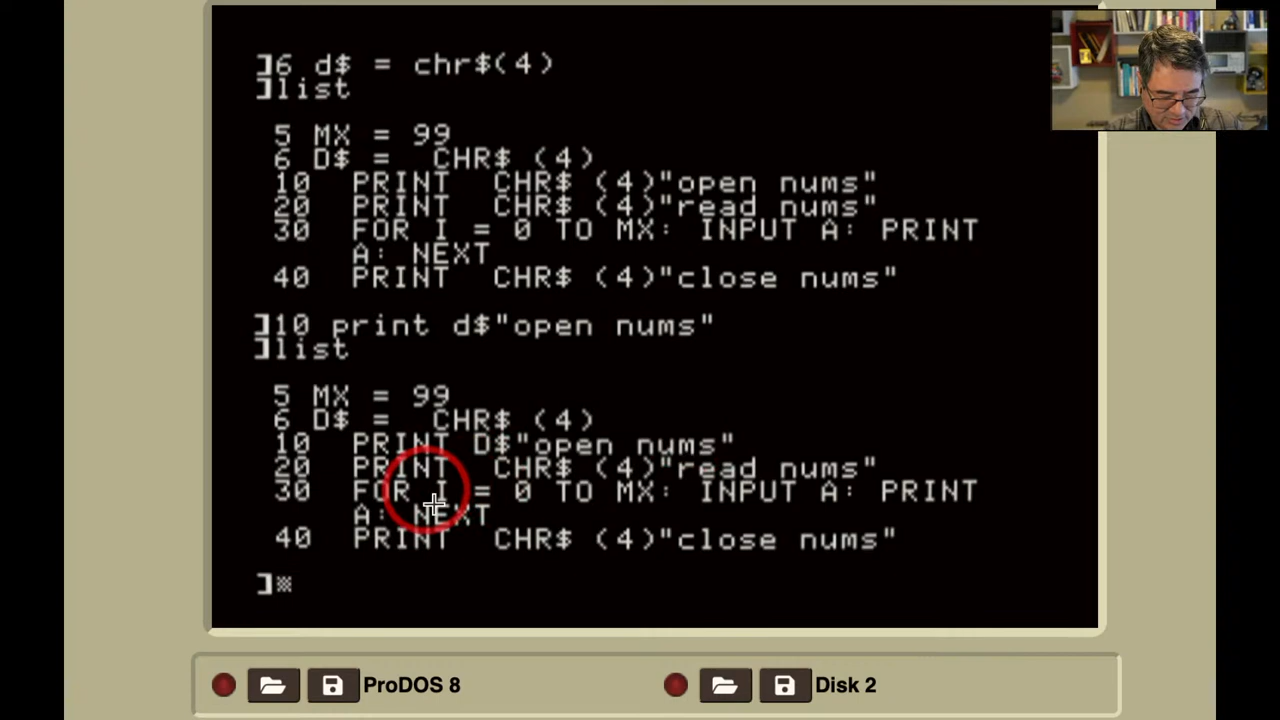 ]6 d$ = chr$(4)
]list
5 MX = 99
6 D$ = CHR$ (4)
10 PRINT CHR$ (4)"open nums"
20 PRINT CHR$ (4)"read nums"
30 FOR I = 0 TO MX: INPUT A: PRINT
A: NEXT
40 PRINT CHR$ (4)"close nums"
]10 print d$"open nums"
]list
5 MX = 99
6 D$ = CHR$ (4)
10 PRINT D$"open nums"
20 PRINT CHR$ (4)"read nums"
30 FOR I = 0 TO MX: INPUT A: PRINT
A: NEXT
40 PRINT CHR$ (4)"close nums"
]
ProDOS 8
Disk 2